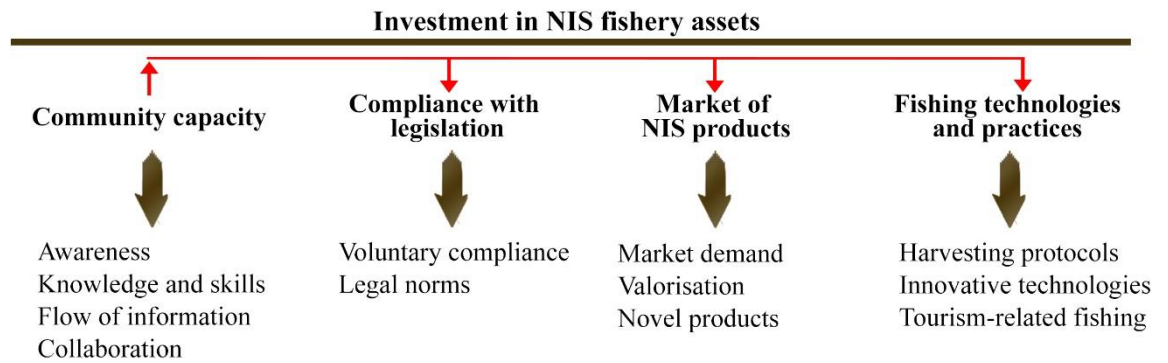 Investment in NIS fishery assets
Community capacity
Compliance with
legislation
Market of
NIS products
Fishing technologies
and practices
Awareness
Knowledge and skills
Flow of information
Collaboration
Voluntary compliance
Legal norms
Market demand
Valorisation
Novel products
Harvesting protocols
Innovative technologies
Tourism-related fishing